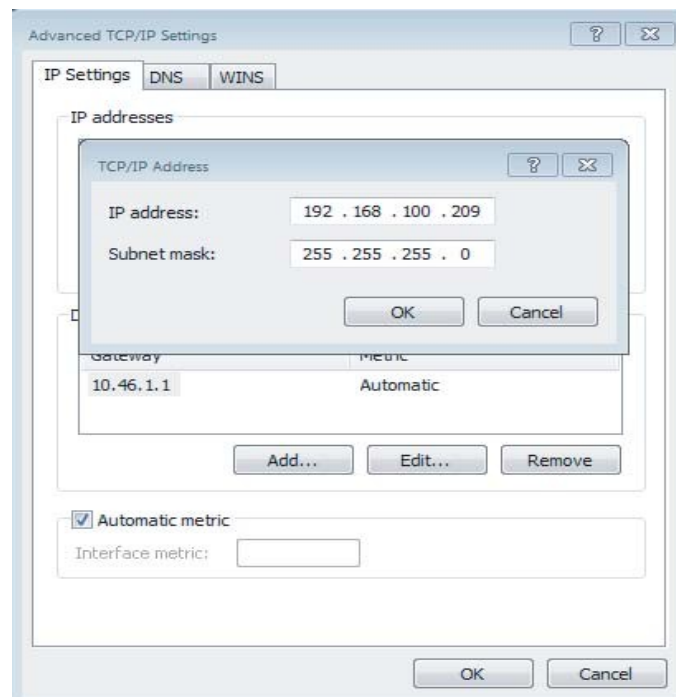 Advanced TCP/IP Settings
IP Settings DNS WINS
IP addresses
TCP/IP Address
IP address: 192 . 168 . 100 . 209
Subnet mask: 255 . 255 . 255 . 0
OK Cancel
Gateway Metric
10.46.1.1 Automatic
Add... Edit... Remove
Automatic metric
Interface metric:
OK Cancel